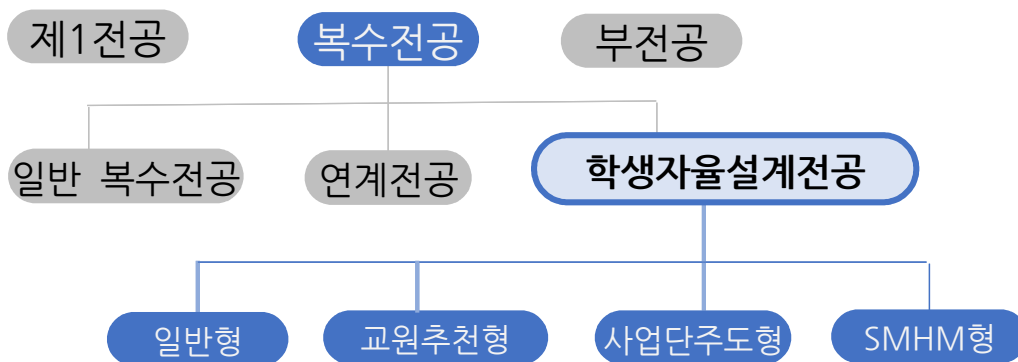 제1전공
복수전공
부전공
일반 복수전공
연계전공
학생자율설계전공
일반형
교원추천형
사업단주도형
SMHM형